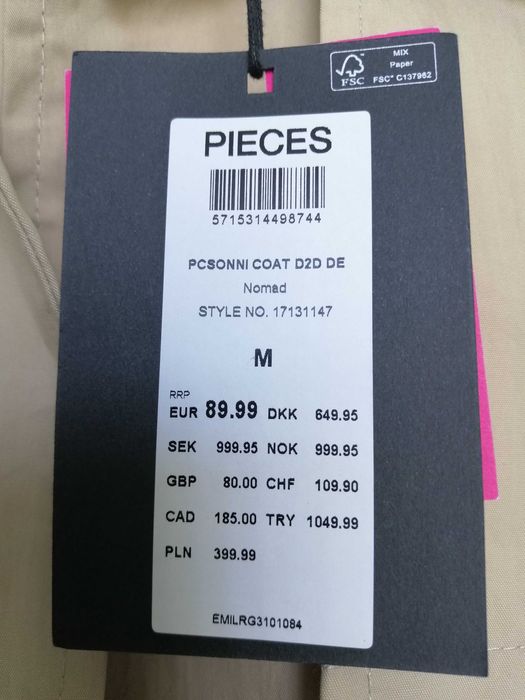 MIX
Paper
FSC
FSC® C137962
PIECES
5715314498744
PCSONNI COAT D2D DE
Nomad
STYLE NO. 17131147
M
RRP
EUR 89.99 DKK 649.95
SEK 999.95 NOK 999.95
GBP 80.00 CHF 109.90
CAD 185.00 TRY 1049.99
PLN 399.99
EMILRG3101084